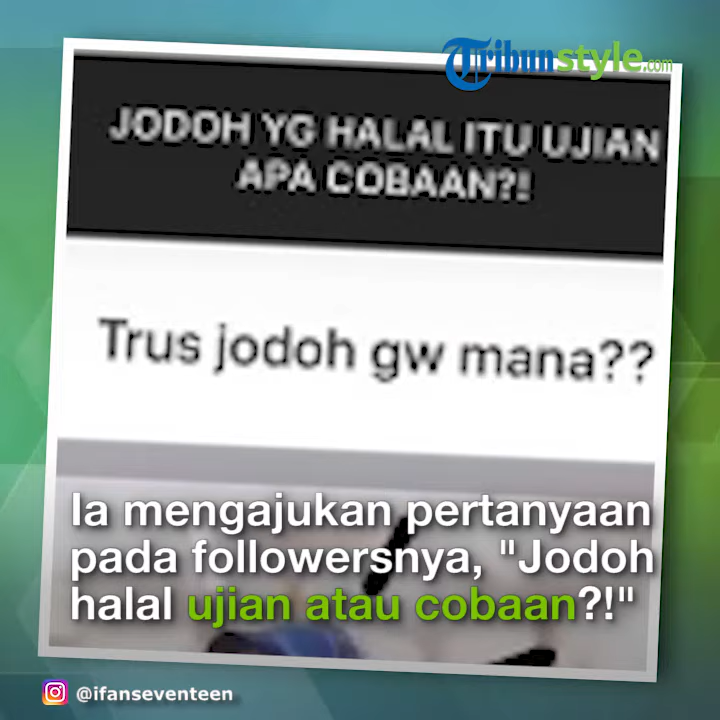 Tribunstyle.com
JODOH YG HALAL ITU UJIAN
APA COBAAN?!
Trus jodoh gw mana??
Ia mengajukan pertanyaan
pada followersnya, "Jodoh
halal ujian atau cobaan?!"
@ifanseventeen